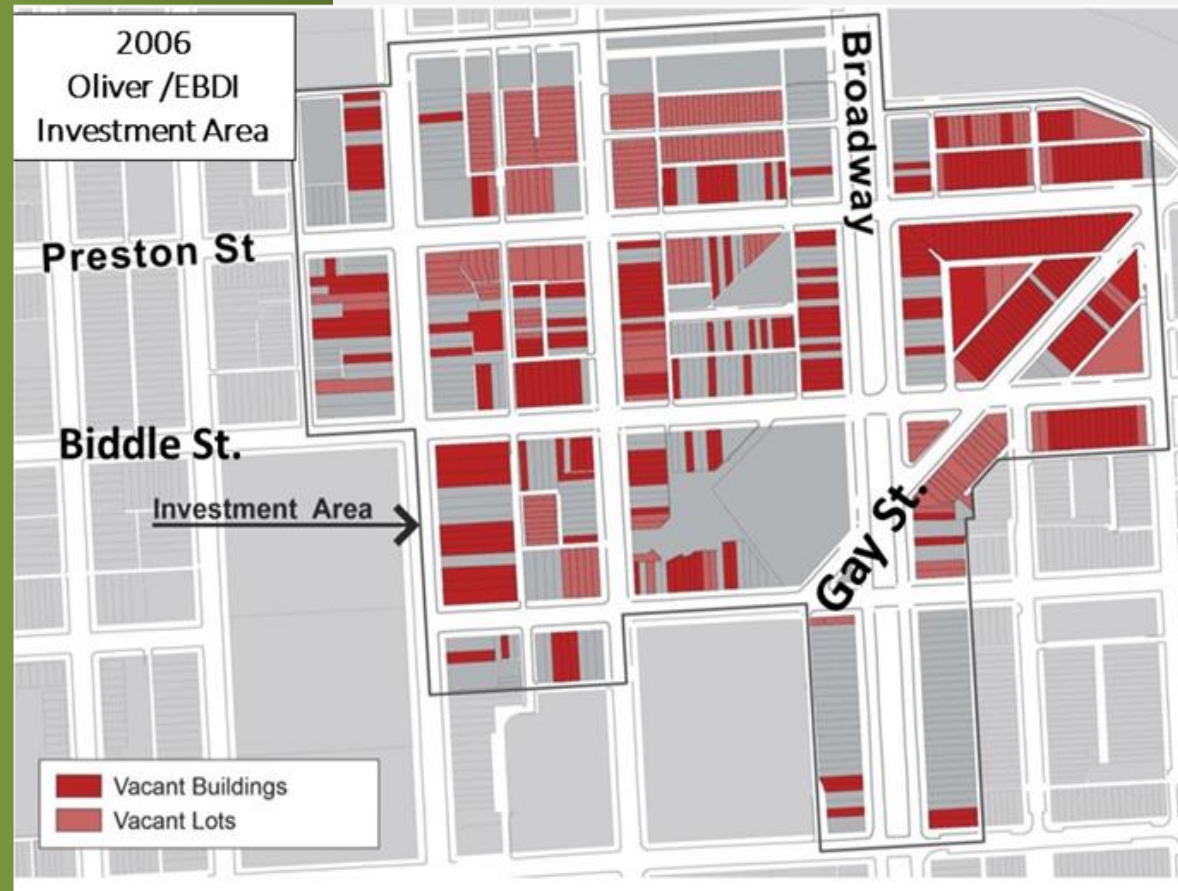 2006
Oliver /EBDI
Investment Area
Broadway
Preston St
Biddle St.
Investment Area
Gay St.
Vacant Buildings
Vacant Lots